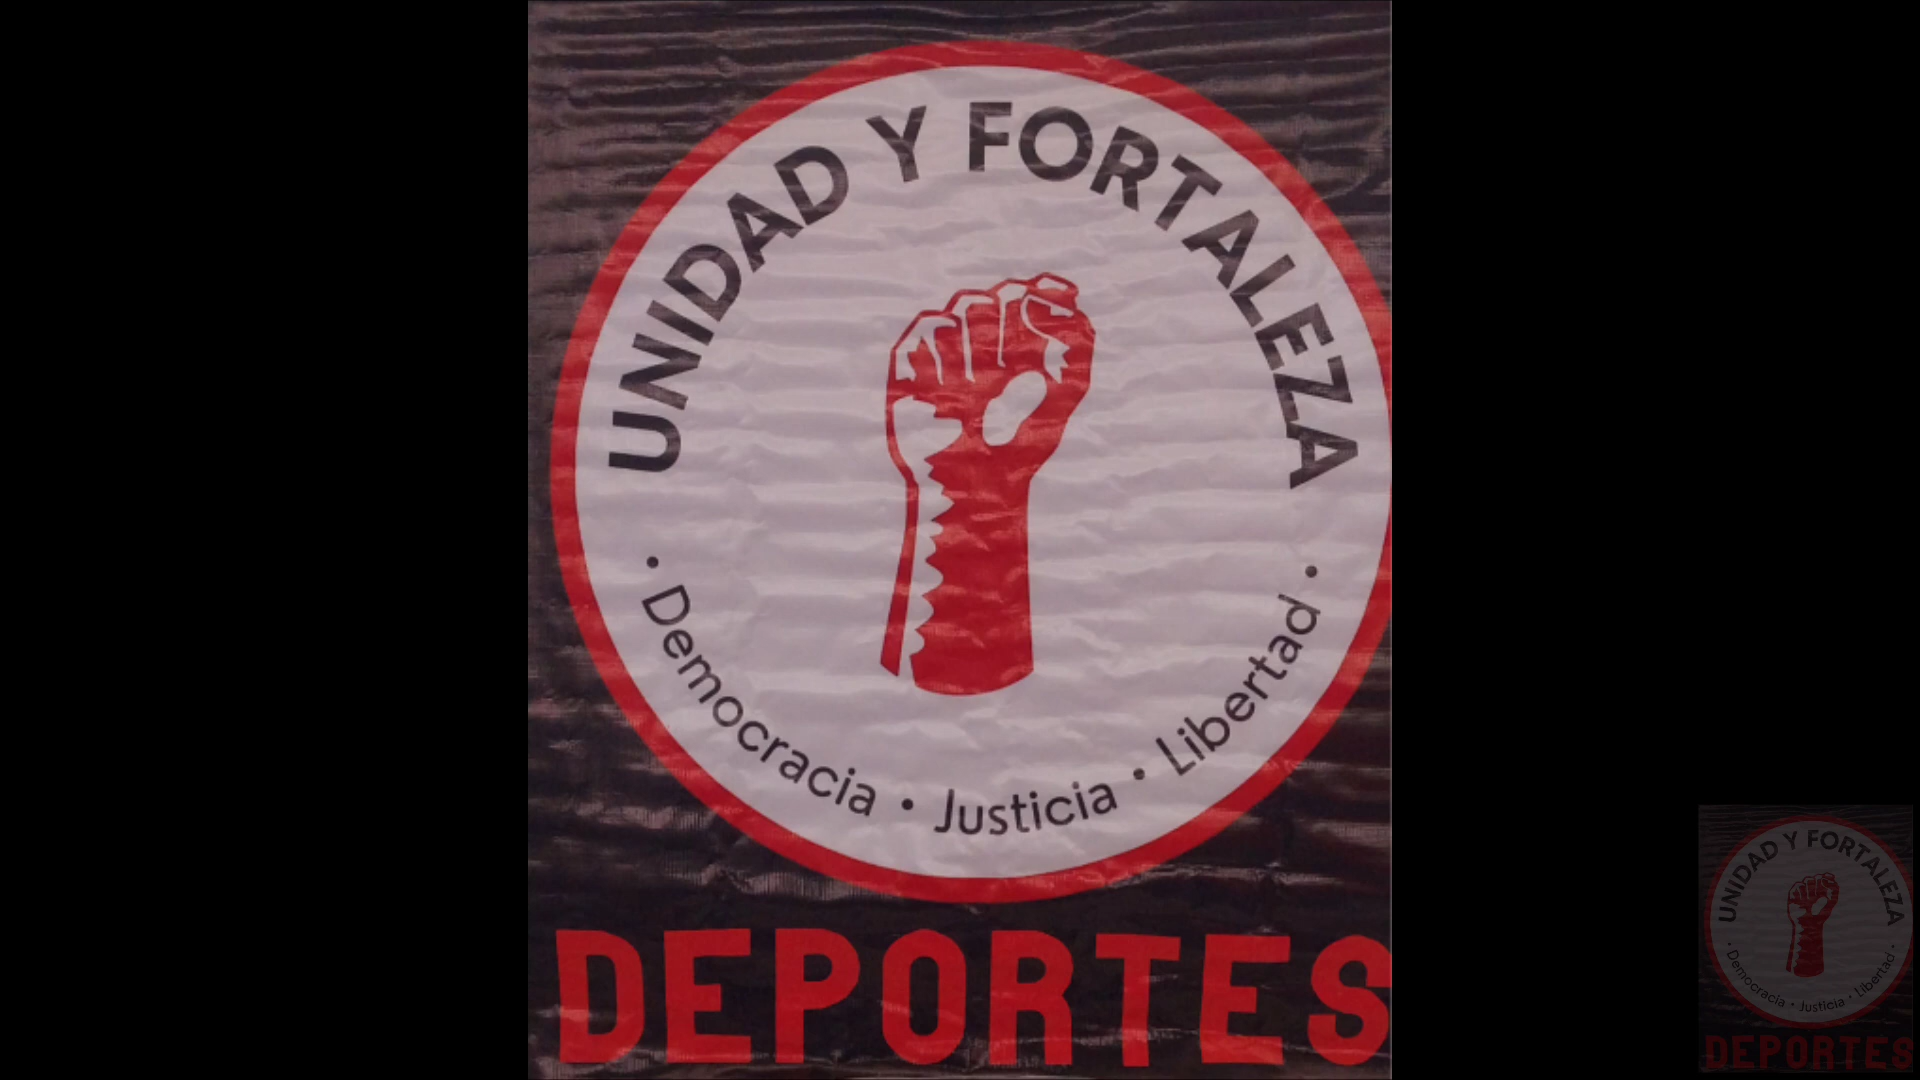 UNIDAD Y FORTALEZA
· Democracia · Justicia · Libertad ·
DEPORTES
UNIDAD Y FORTALEZA
· Democracia · Justicia · Libertad ·
DEPORTES